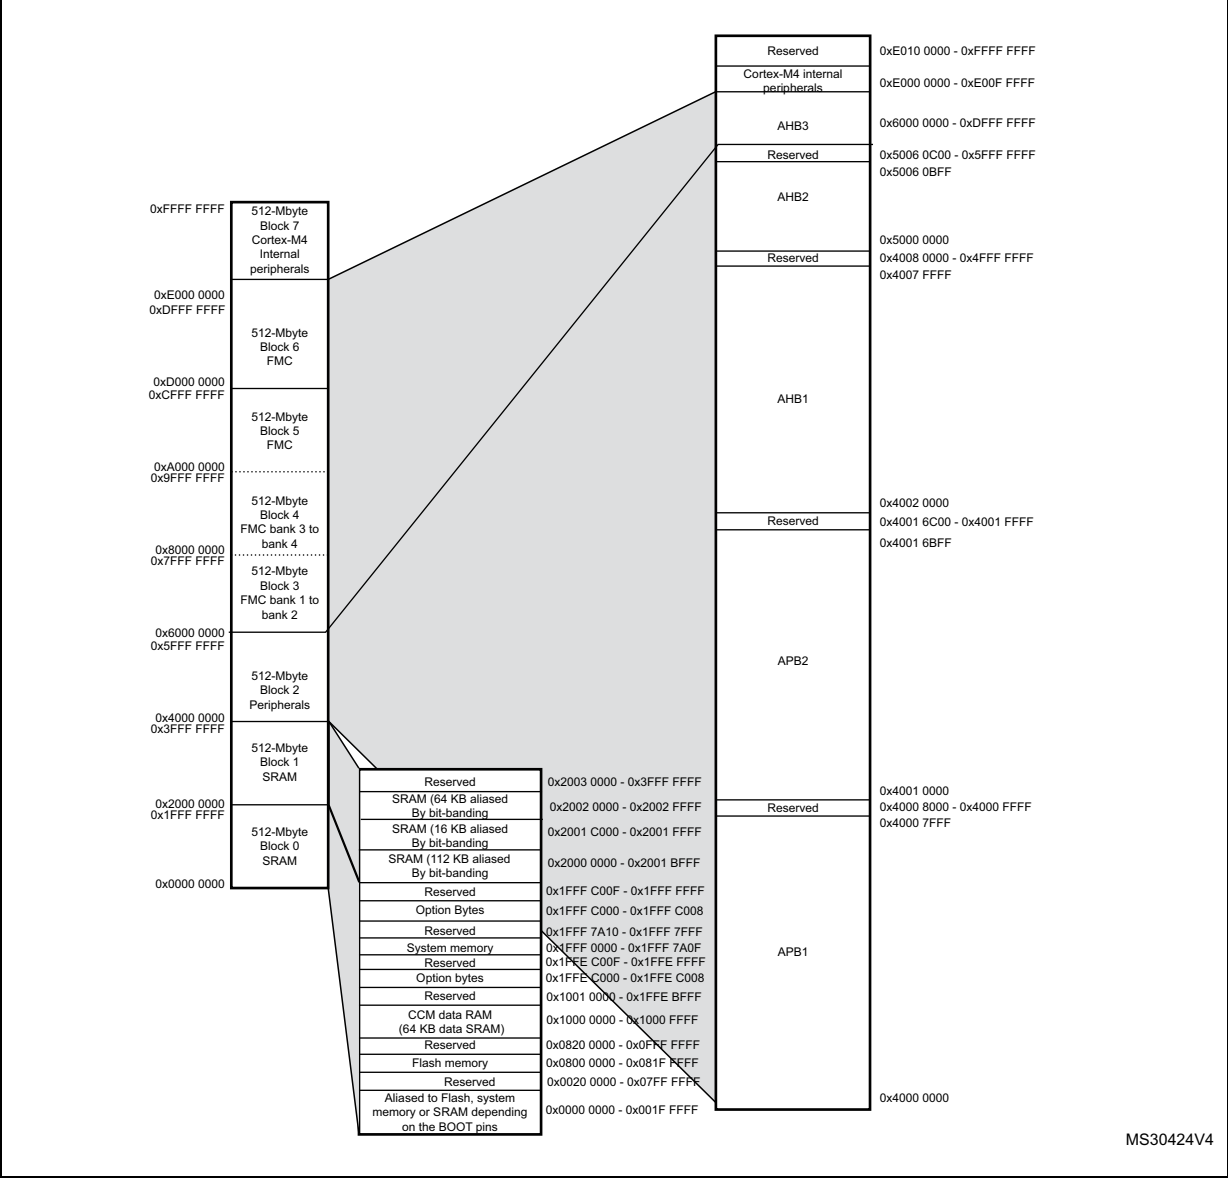 0xFFFF FFFF
512-Mbyte
Block 7
Cortex-M4
Internal
peripherals
0xE000 0000
0xDFFF FFFF
512-Mbyte
Block 6
FMC
0xD000 0000
0xCFFF FFFF
512-Mbyte
Block 5
FMC
0xA000 0000
0x9FFF FFFF
512-Mbyte
Block 4
FMC bank 3 to
bank 4
0x8000 0000
0x7FFF FFFF
512-Mbyte
Block 3
FMC bank 1 to
bank 2
0x6000 0000
0x5FFF FFFF
512-Mbyte
Block 2
Peripherals
0x4000 0000
0x3FFF FFFF
512-Mbyte
Block 1
SRAM
0x2000 0000
0x1FFF FFFF
512-Mbyte
Block 0
SRAM
0x0000 0000
Reserved 0x2003 0000 - 0x3FFF FFFF
SRAM (64 KB aliased
By bit-banding
0x2002 0000 - 0x2002 FFFF
SRAM (16 KB aliased
By bit-banding
0x2001 C000 - 0x2001 FFFF
SRAM (112 KB aliased
By bit-banding
0x2000 0000 - 0x2001 BFFF
Reserved 0x1FFF C00F - 0x1FFF FFFF
Option Bytes 0x1FFF C000 - 0x1FFF C008
Reserved 0x1FFF 7A10 - 0x1FFF 7FFF
System memory 0x1FFF 0000 - 0x1FFF 7A0F
Reserved 0x1FFE C00F - 0x1FFE FFFF
Option bytes 0x1FFE C000 - 0x1FFE C008
Reserved 0x1001 0000 - 0x1FFE BFFF
CCM data RAM
(64 KB data SRAM)
0x1000 0000 - 0x1000 FFFF
Reserved 0x0820 0000 - 0x0FFF FFFF
Flash memory 0x0800 0000 - 0x081F FFFF
Reserved 0x0020 0000 - 0x07FF FFFF
Aliased to Flash, system
memory or SRAM depending
on the BOOT pins
0x0000 0000 - 0x001F FFFF
Reserved 0xE010 0000 - 0xFFFF FFFF
Cortex-M4 internal
peripherals
0xE000 0000 - 0xE00F FFFF
AHB3 0x6000 0000 - 0xDFFF FFFF
Reserved 0x5006 0C00 - 0x5FFF FFFF
0x5006 0BFF
AHB2
0x5000 0000
Reserved 0x4008 0000 - 0x4FFF FFFF
0x4007 FFFF
AHB1
0x4002 0000
Reserved 0x4001 6C00 - 0x4001 FFFF
0x4001 6BFF
APB2
0x4001 0000
Reserved 0x4000 8000 - 0x4000 FFFF
0x4000 7FFF
APB1
0x4000 0000
MS30424V4